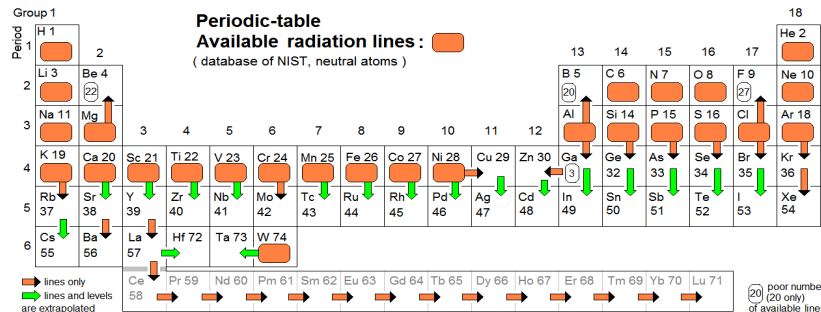 Group 1
18
Period
Periodic-table
Available radiation lines :
( database of NIST, neutral atoms )
1
H 1
2
13
14
15
16
17
He 2
2
Li 3
Be 4
22
B 5
20
C 6
N 7
O 8
F 9
27
Ne 10
3
Na 11
Mg
3
4
5
6
7
8
9
10
11
12
Al
Si 14
P 15
S 16
Cl
Ar 18
4
K 19
Ca 20
Sc 21
Ti 22
V 23
Cr 24
Mn 25
Fe 26
Co 27
Ni 28
Cu 29
Zn 30
Ga
3
Ge
32
As
33
Se
34
Br
35
Kr
36
5
Rb
37
Sr
38
Y
39
Zr
40
Nb
41
Mo
42
Tc
43
Ru
44
Rh
45
Pd
46
Ag
47
Cd
48
In
49
Sn
50
Sb
51
Te
52
I
53
Xe
54
6
Cs
55
Ba
56
La
57
Hf 72
Ta 73
W 74
Ce
58
Pr 59
Nd 60
Pm 61
Sm 62
Eu 63
Gd 64
Tb 65
Dy 66
Ho 67
Er 68
Tm 69
Yb 70
Lu 71
lines only
lines and levels
are extrapolated
20
poor number
(20 only)
of available lines